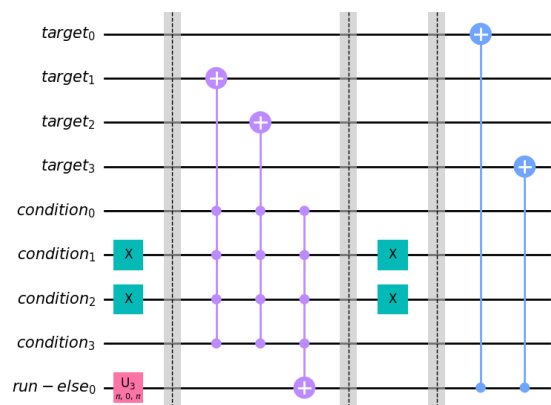 target₀
target₁
target₂
target₃
condition₀
condition₁
X
X
condition₂
X
X
condition₃
run−else₀
U₃
π, 0, π